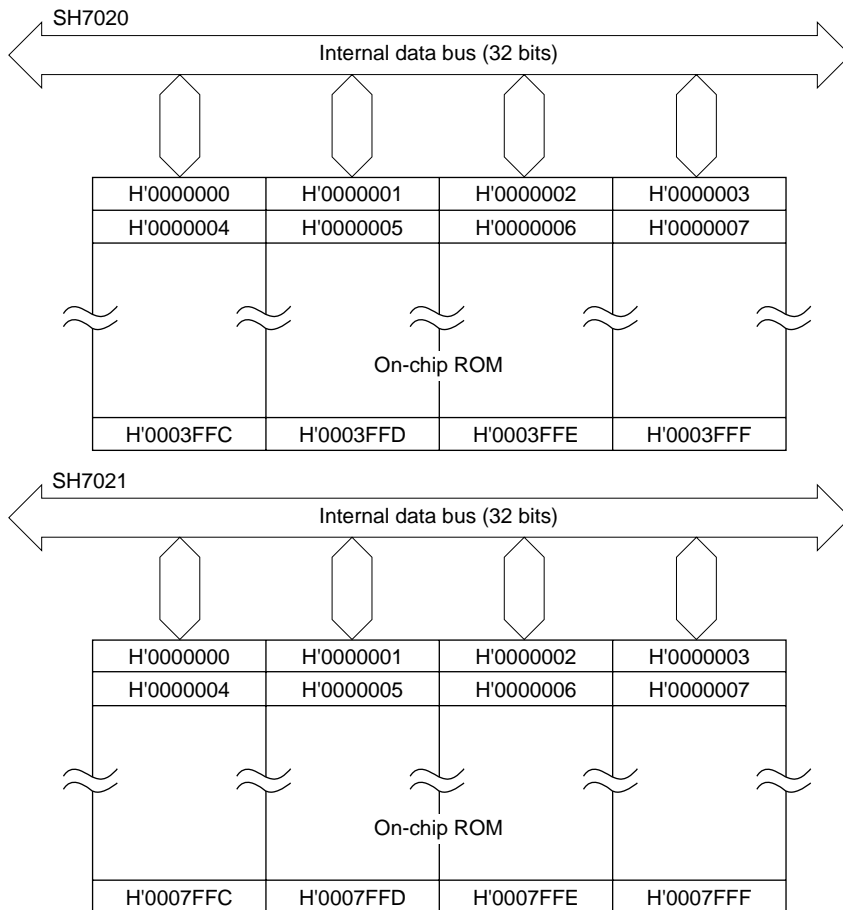 SH7020
Internal data bus (32 bits)
H'0000000 H'0000001 H'0000002 H'0000003
H'0000004 H'0000005 H'0000006 H'0000007
On-chip ROM
H'0003FFC H'0003FFD H'0003FFE H'0003FFF
SH7021
Internal data bus (32 bits)
H'0000000 H'0000001 H'0000002 H'0000003
H'0000004 H'0000005 H'0000006 H'0000007
On-chip ROM
H'0007FFC H'0007FFD H'0007FFE H'0007FFF